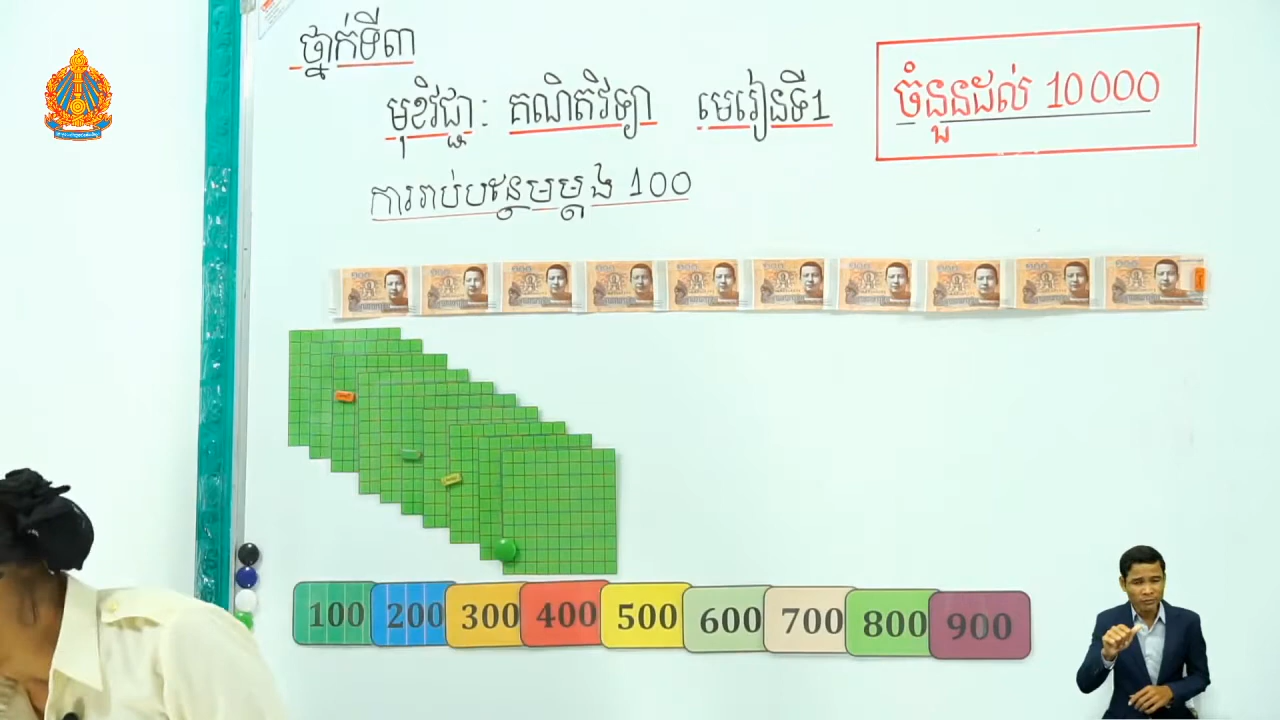 ថ្នាក់ទី៣
មុខវិជ្ជា: គណិតវិទ្យា មេរៀនទី1
ចំនួនដល់ 10000
ការរាប់បន្ថែមម្តង 100
100 200 300 400 500 600 700 800 900